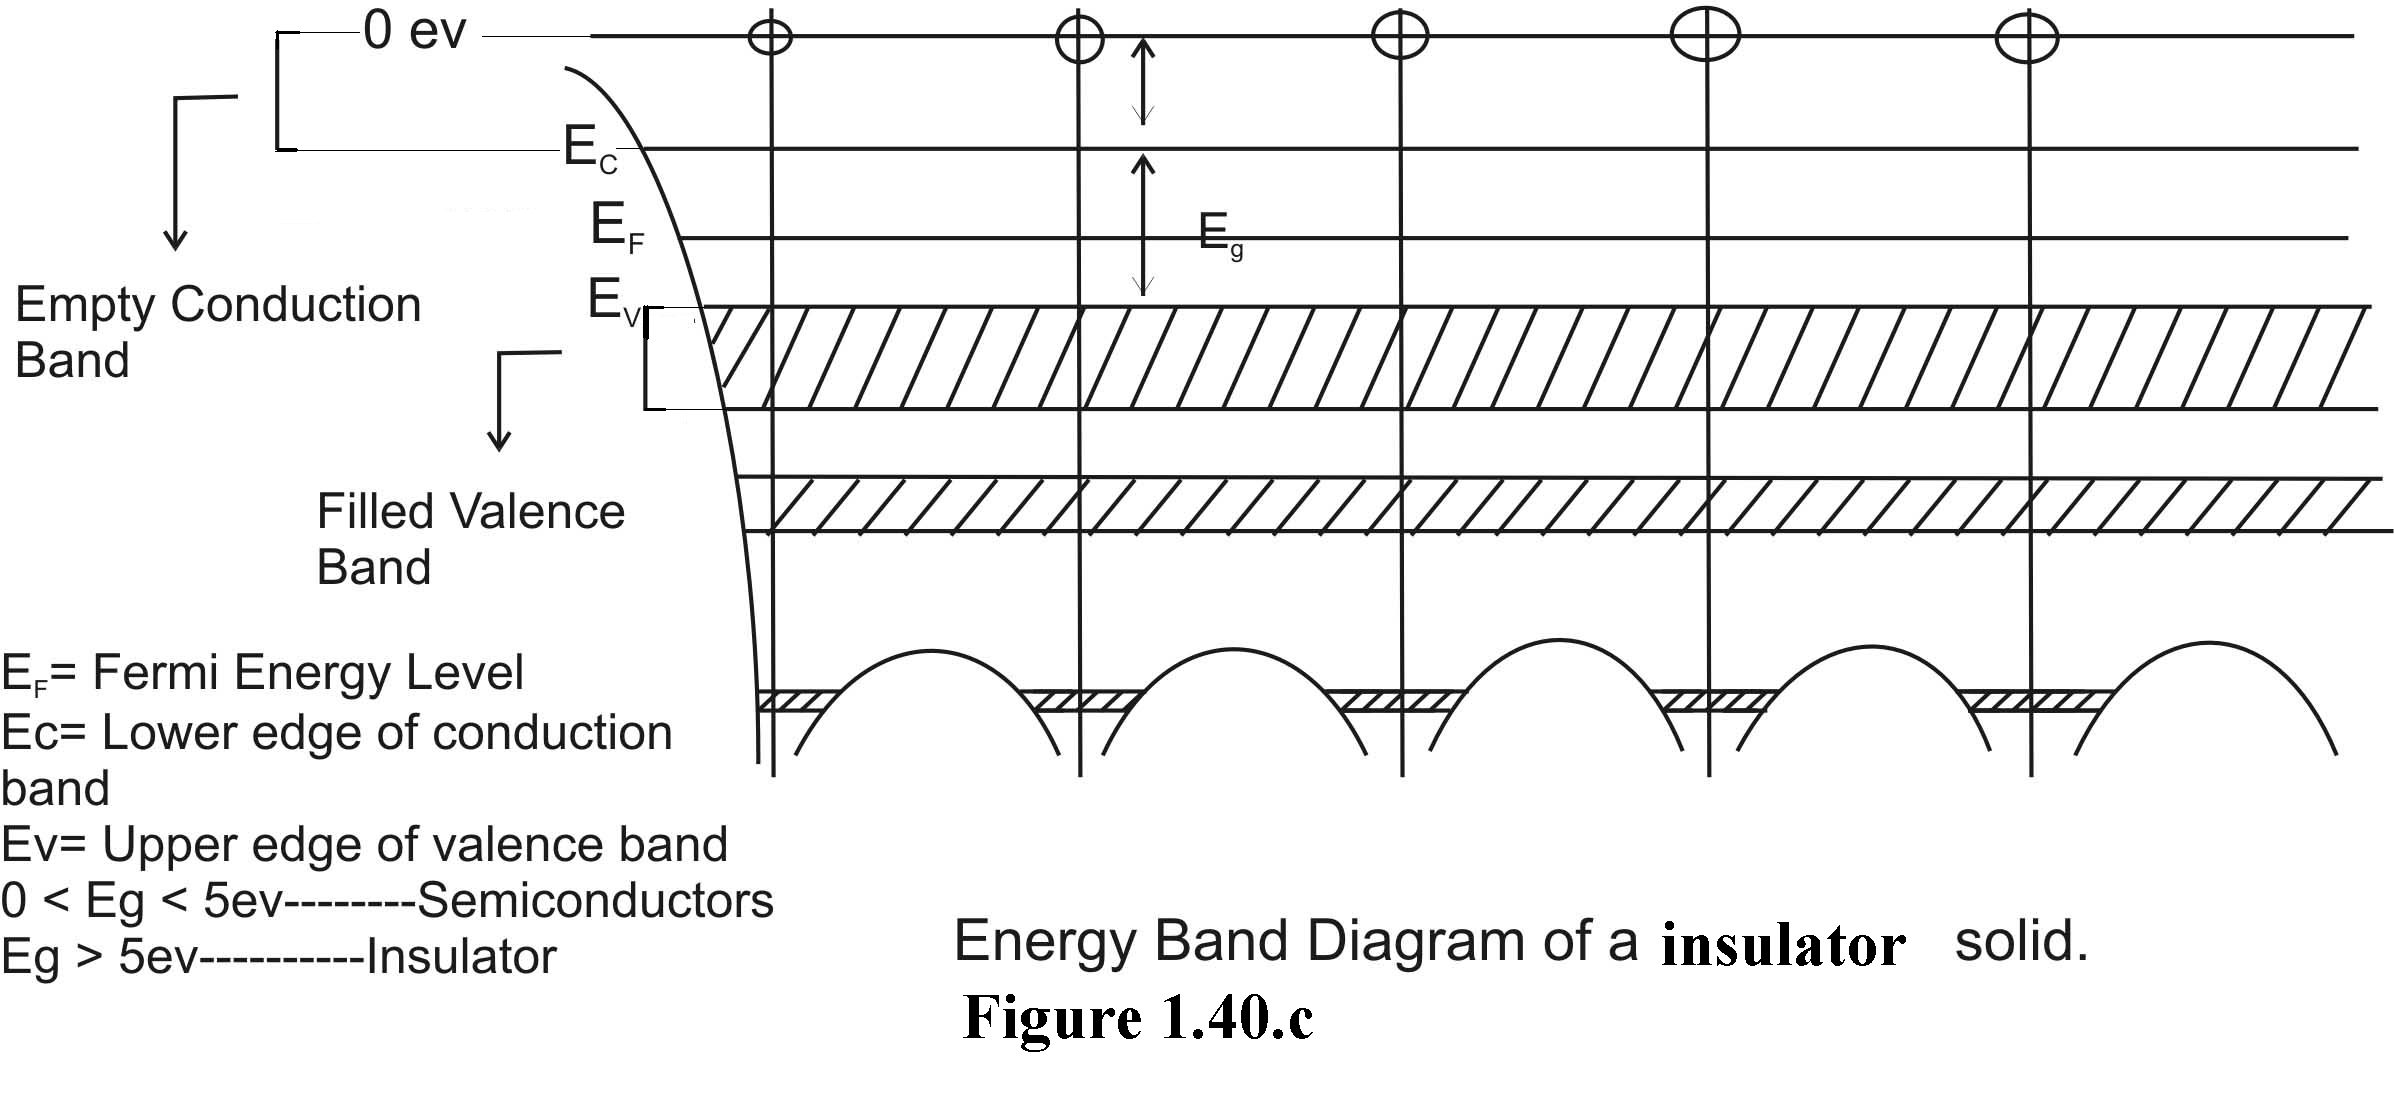 0 ev
E_C
E_F
E_g
E_V
Empty Conduction
Band
Filled Valence
Band
E_F= Fermi Energy Level
Ec= Lower edge of conduction
band
Ev= Upper edge of valence band
0 < Eg < 5ev--------Semiconductors
Eg > 5ev----------Insulator
Energy Band Diagram of a insulator solid.
Figure 1.40.c